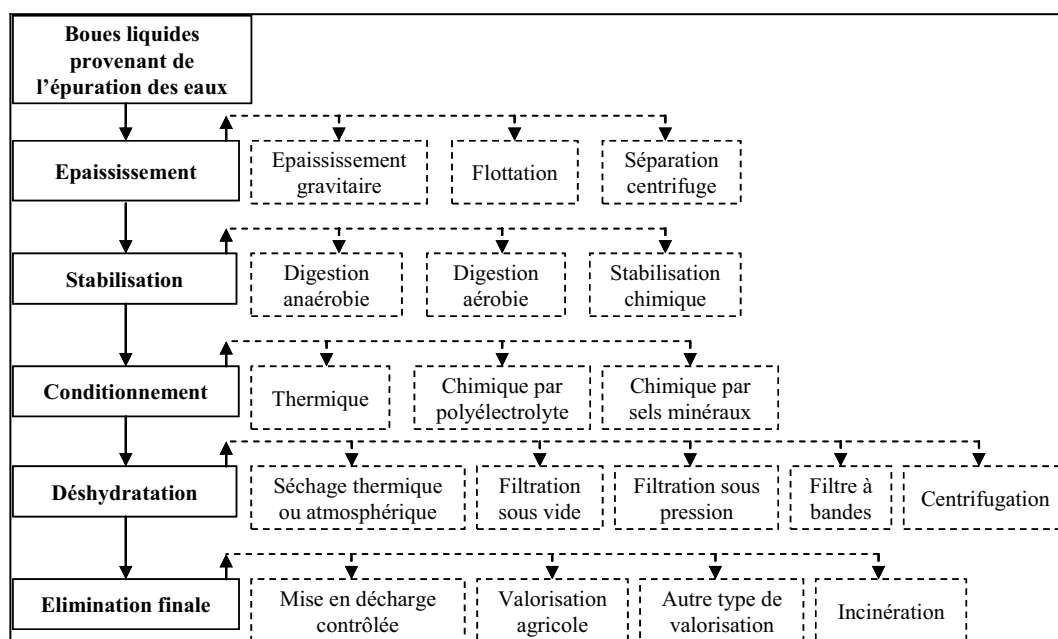 Boues liquides
provenant de
l'épuration des eaux
Epaississement
Epaississement
gravitaire
Flottation
Séparation
centrifuge
Stabilisation
Digestion
anaérobie
Digestion
aérobie
Stabilisation
chimique
Conditionnement
Thermique
Chimique par
polyélectrolyte
Chimique par
sels minéraux
Déshydratation
Séchage thermique
ou atmosphérique
Filtration
sous vide
Filtration sous
pression
Filtre à
bandes
Centrifugation
Elimination finale
Mise en décharge
contrôlée
Valorisation
agricole
Autre type de
valorisation
Incinération